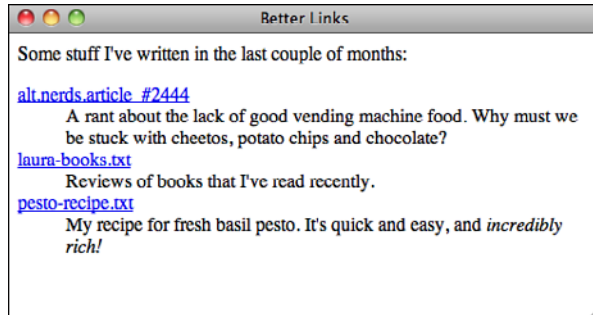 Better Links
Some stuff I've written in the last couple of months:
alt.nerds.article #2444
A rant about the lack of good vending machine food. Why must we
be stuck with cheetos, potato chips and chocolate?
laura-books.txt
Reviews of books that I've read recently.
pesto-recipe.txt
My recipe for fresh basil pesto. It's quick and easy, and incredibly
rich!